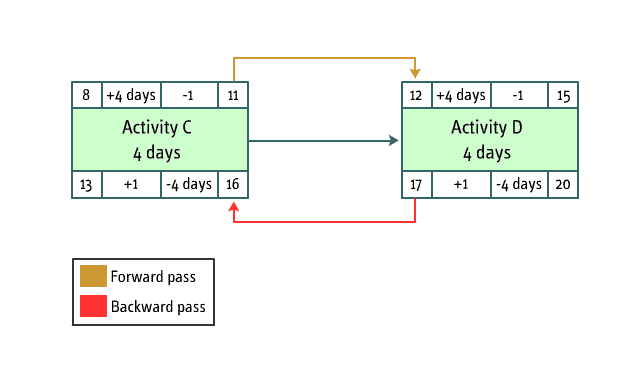 8 +4 days -1 11
Activity C
4 days
13 +1 -4 days 16
12 +4 days -1 15
Activity D
4 days
17 +1 -4 days 20
Forward pass
Backward pass